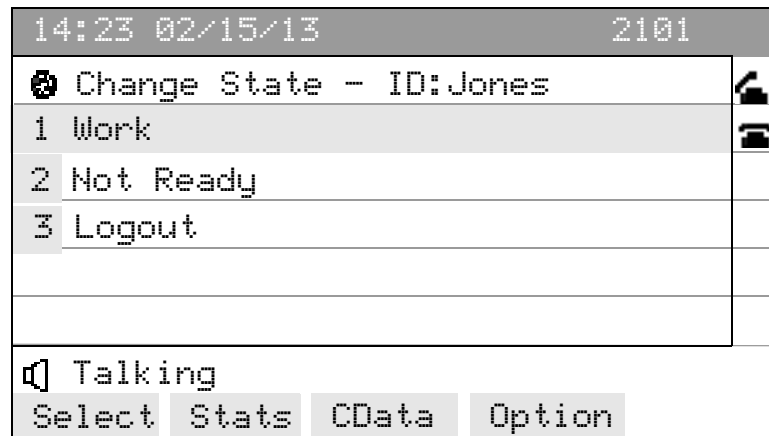 14:23 02/15/13 2101
Change State - ID:Jones
1 Work
2 Not Ready
3 Logout
Talking
Select Stats CData Option